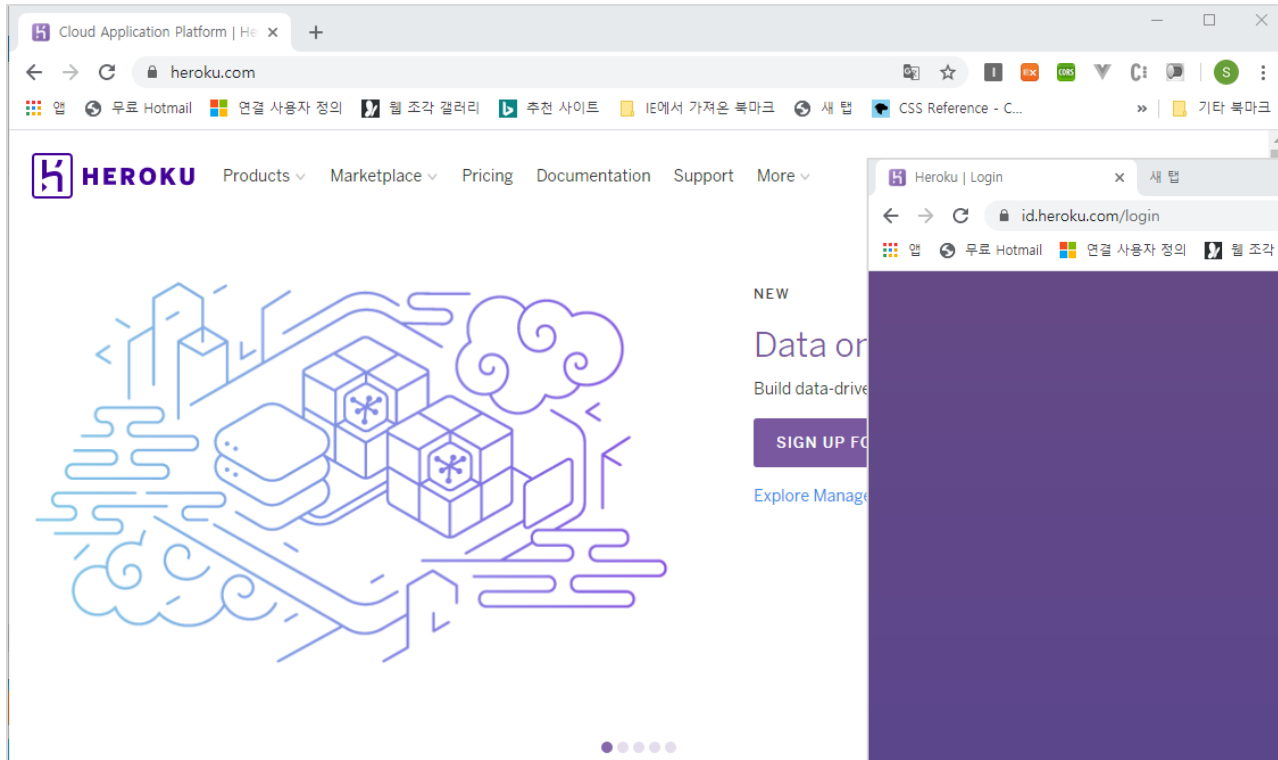 Cloud Application Platform | He
heroku.com
앱 무료 Hotmail 연결 사용자 정의 웹 조각 갤러리 추천 사이트 IE에서 가져온 북마크 새 탭 CSS Reference - C... » 기타 북마크
HEROKU Products Marketplace Pricing Documentation Support More
NEW
Data or
Build data-drive
SIGN UP FO
Explore Manage
Heroku | Login 새 탭
id.heroku.com/login
앱 무료 Hotmail 연결 사용자 정의 웹 조각
EX CORS S